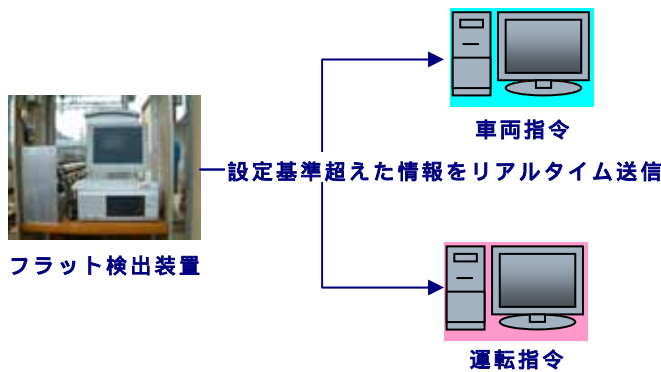 車両指令
設定基準超えた情報をリアルタイム送信
フラット検出装置
運転指令